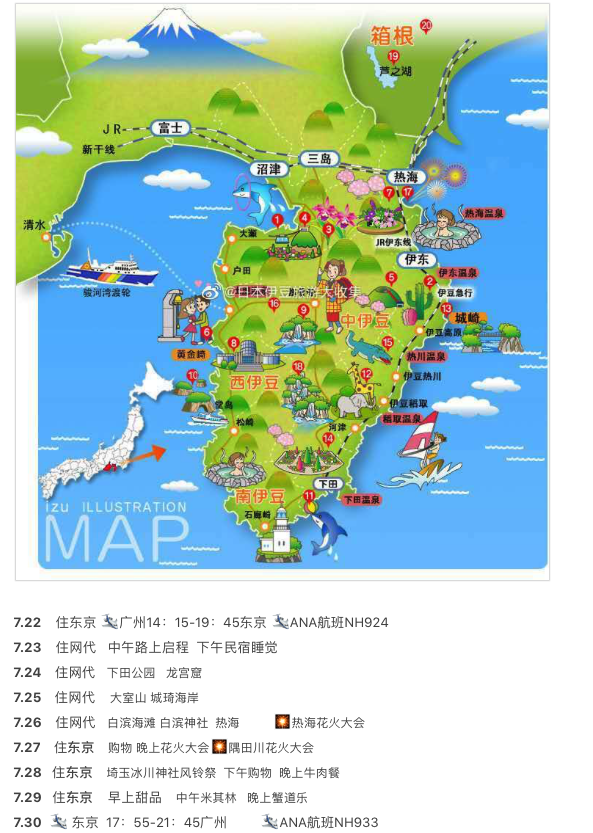 箱根
20
19
芦之湖
JR
富士
新干线
沼津
三岛
热海
7
17
清水
大瀬
1
4
3
热海温泉
JR伊东线
伊东
户田
5
伊东温泉
2
伊豆急行
骏河湾渡轮
@日本伊豆旅游大收集
16
9
中伊豆
13
城崎
伊豆高原
6
黄金崎
8
15
热川温泉
西伊豆
18
12
伊豆热川
10
堂岛
伊豆稻取
稻取温泉
松崎
河津
14
下田
南伊豆
11
下田温泉
石廊崎
izu ILLUSTRATION
MAP
7.22 住东京 广州14：15-19：45东京 ANA航班NH924
7.23 住网代 中午路上启程 下午民宿睡觉
7.24 住网代 下田公园 龙宫窟
7.25 住网代 大室山 城琦海岸
7.26 住网代 白滨海滩 白滨神社 热海 热海花火大会
7.27 住东京 购物 晚上花火大会 隅田川花火大会
7.28 住东京 埼玉冰川神社风铃祭 下午购物 晚上牛肉餐
7.29 住东京 早上甜品 中午米其林 晚上蟹道乐
7.30 东京 17：55-21：45广州 ANA航班NH933